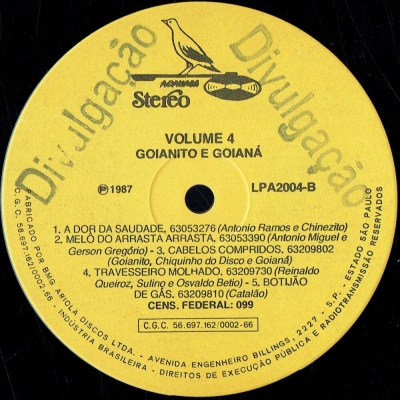 Divulgação
Divulgação
Stereo
VOLUME 4
GOIANITO E GOIANÁ
Ⓟ 1987
LPA2004-B
1. A DOR DA SAUDADE, 63053276 (Antonio Ramos e Chinezito)
2. MELÔ DO ARRASTA ARRASTA, 63053390 (Antonio Miguel e
Gerson Gregório) - 3. CABELOS COMPRIDOS, 63209802
(Goianito, Chiquinho do Disco e Goianá)
4. TRAVESSEIRO MOLHADO, 63209730 (Reinaldo
Queiroz, Sulino e Osvaldo Betio) - 5. BOTIJÃO
DE GÁS, 63209810 (Catalão)
CENS. FEDERAL: 099
C.G.C. 56.697.162/0002-66
FABRICADO POR BMG ARIOLA DISCOS LTDA. - AVENIDA ENGENHEIRO BILLINGS, 2227 - S.P. - ESTADO SÃO PAULO
C.G.C. 56.697.162/0002-66 - INDÚSTRIA BRASILEIRA - DIREITOS DE EXECUÇÃO PÚBLICA E RADIOTRANSMISSÃO RESERVADOS